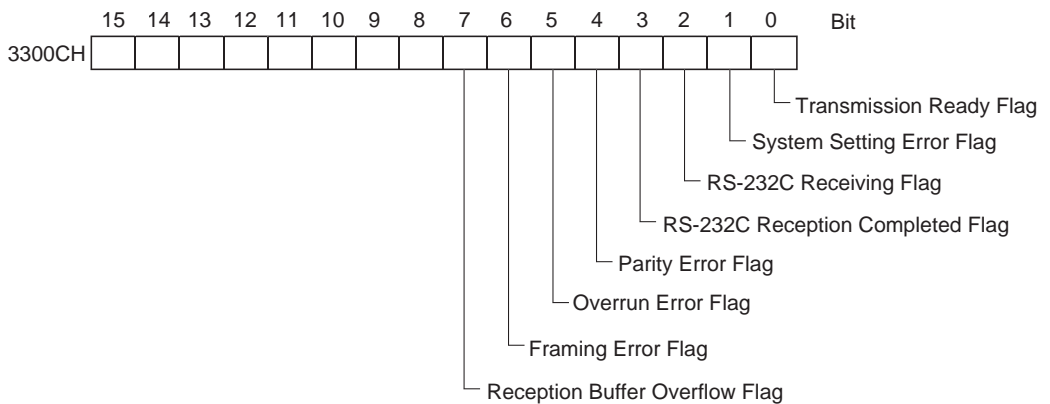 15 14 13 12 11 10 9 8 7 6 5 4 3 2 1 0 Bit
3300CH
Transmission Ready Flag
System Setting Error Flag
RS-232C Receiving Flag
RS-232C Reception Completed Flag
Parity Error Flag
Overrun Error Flag
Framing Error Flag
Reception Buffer Overflow Flag